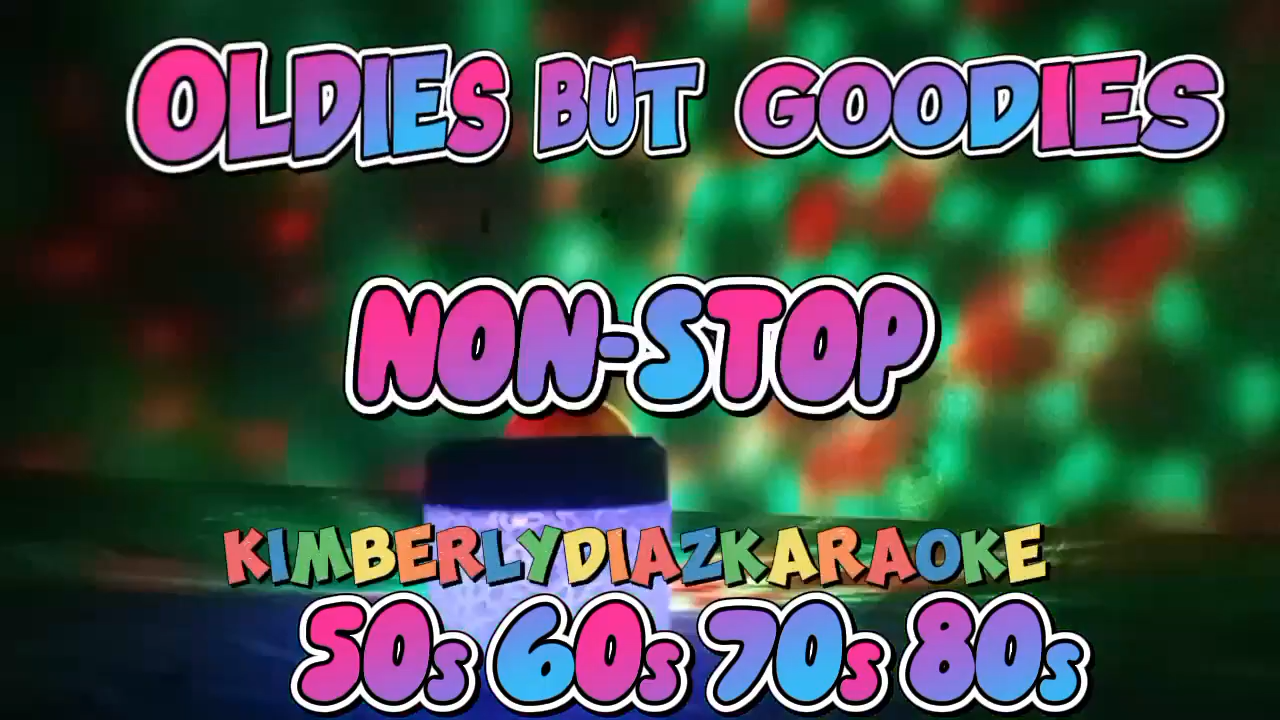 OLDIES BUT GOODIES
NON-STOP
KIMBERLYDIAZKARAOKE
50s 60s 70s 80s